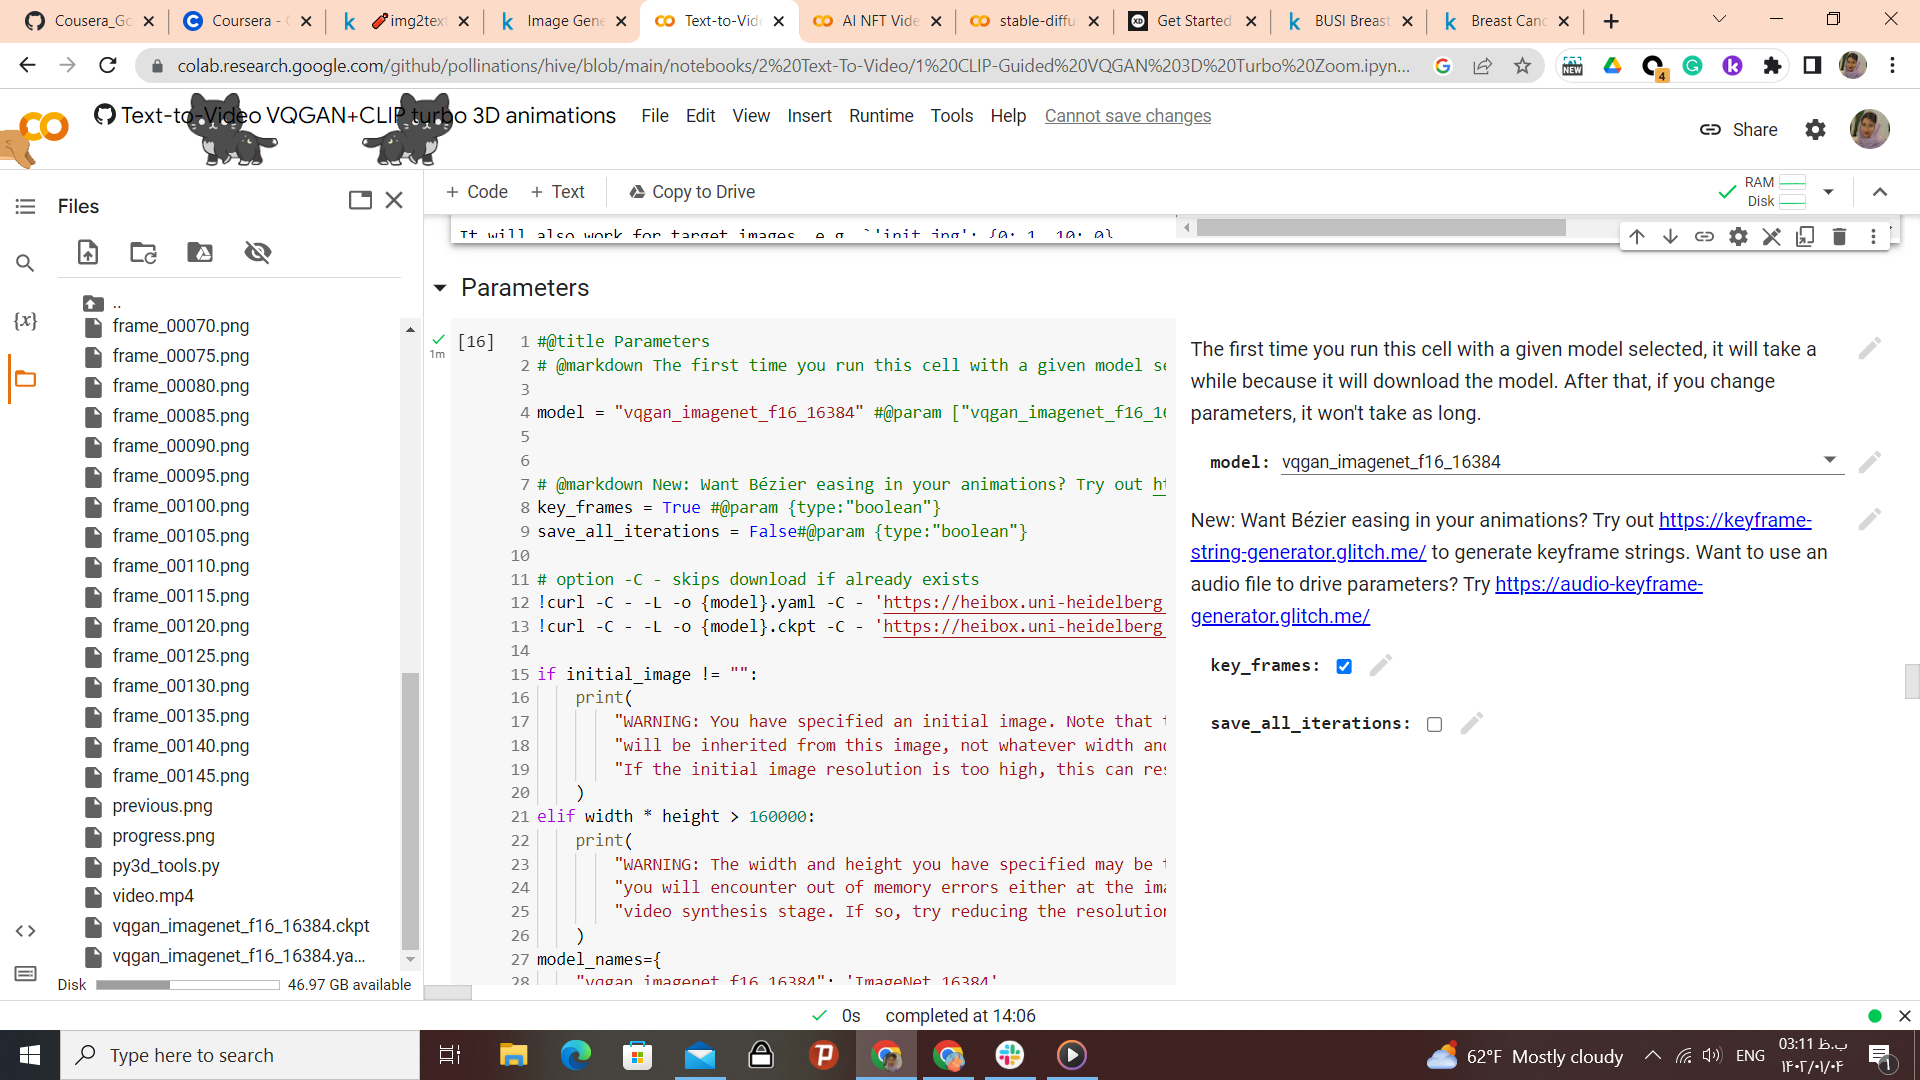 Cousera_Go
Coursera - 
img2text
Image Gene
Text-to-Vide
AI NFT Vide
stable-diffu
Get Started
BUSI Breast
Breast Canc
colab.research.google.com/github/pollinations/hive/blob/main/notebooks/2%20Text-To-Video/1%20CLIP-Guided%20VQGAN%203D%20Turbo%20Zoom.ipyn...
NEW
4
Text-to-Video VQGAN+CLIP turbo 3D animations
File Edit View Insert Runtime Tools Help Cannot save changes
Share
Files
+ Code + Text Copy to Drive
RAM
Disk
It will also work for target images, e.g. `'init.jpg': {0: 1, 10: 0}
Parameters
..
frame_00070.png
frame_00075.png
frame_00080.png
frame_00085.png
frame_00090.png
frame_00095.png
frame_00100.png
frame_00105.png
frame_00110.png
frame_00115.png
frame_00120.png
frame_00125.png
frame_00130.png
frame_00135.png
frame_00140.png
frame_00145.png
previous.png
progress.png
py3d_tools.py
video.mp4
vqgan_imagenet_f16_16384.ckpt
vqgan_imagenet_f16_16384.ya...
Disk 46.97 GB available
1m
[16]
1 #@title Parameters
2 # @markdown The first time you run this cell with a given model se
3
4 model = "vqgan_imagenet_f16_16384" #@param ["vqgan_imagenet_f16_16
5
6
7 # @markdown New: Want Bézier easing in your animations? Try out ht
8 key_frames = True #@param {type:"boolean"}
9 save_all_iterations = False#@param {type:"boolean"}
10
11 # option -C - skips download if already exists
12 !curl -C - -L -o {model}.yaml -C - 'https://heibox.uni-heidelberg
13 !curl -C - -L -o {model}.ckpt -C - 'https://heibox.uni-heidelberg
14
15 if initial_image != "":
16 print(
17 "WARNING: You have specified an initial image. Note that t
18 "will be inherited from this image, not whatever width and
19 "If the initial image resolution is too high, this can res
20 )
21 elif width * height > 160000:
22 print(
23 "WARNING: The width and height you have specified may be t
24 "you will encounter out of memory errors either at the ima
25 "video synthesis stage. If so, try reducing the resolution
26 )
27 model_names={
28 "vqgan_imagenet_f16_16384": 'ImageNet 16384'
The first time you run this cell with a given model selected, it will take a
while because it will download the model. After that, if you change
parameters, it won't take as long.
model: vqgan_imagenet_f16_16384
New: Want Bézier easing in your animations? Try out https://keyframe-
string-generator.glitch.me/ to generate keyframe strings. Want to use an
audio file to drive parameters? Try https://audio-keyframe-
generator.glitch.me/
key_frames:
save_all_iterations:
0s completed at 14:06
Type here to search
62°F Mostly cloudy
ENG
03:11 ب.ظ
۱۴۰۲/۰۱/۰۴
۱